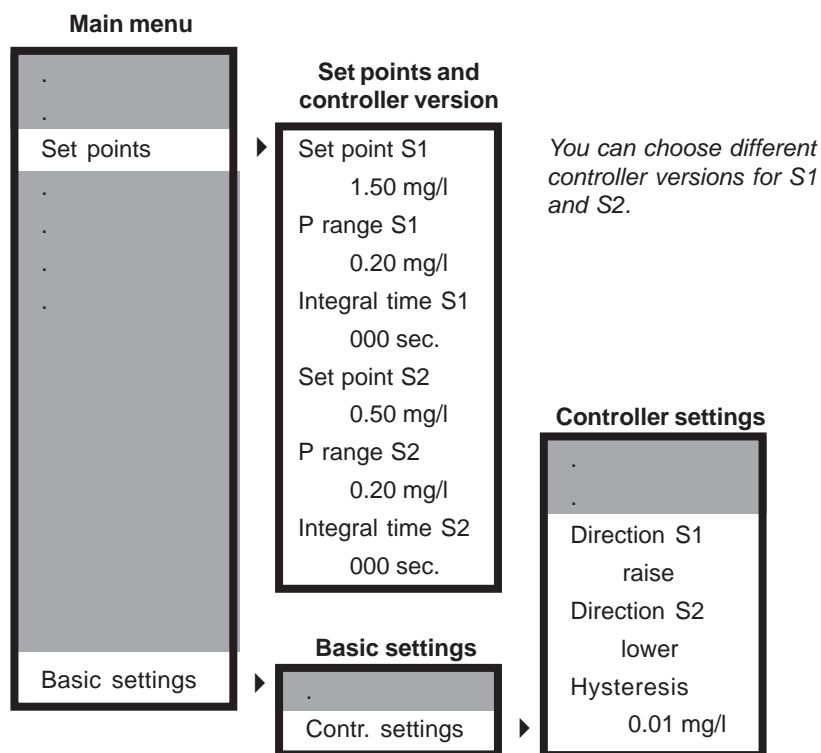 Main menu
.
.
Set points
.
.
.
.
Basic settings
Set points and
controller version
Set point S1
1.50 mg/l
P range S1
0.20 mg/l
Integral time S1
000 sec.
Set point S2
0.50 mg/l
P range S2
0.20 mg/l
Integral time S2
000 sec.
You can choose different
controller versions for S1
and S2.
Basic settings
.
Contr. settings
Controller settings
.
.
Direction S1
raise
Direction S2
lower
Hysteresis
0.01 mg/l